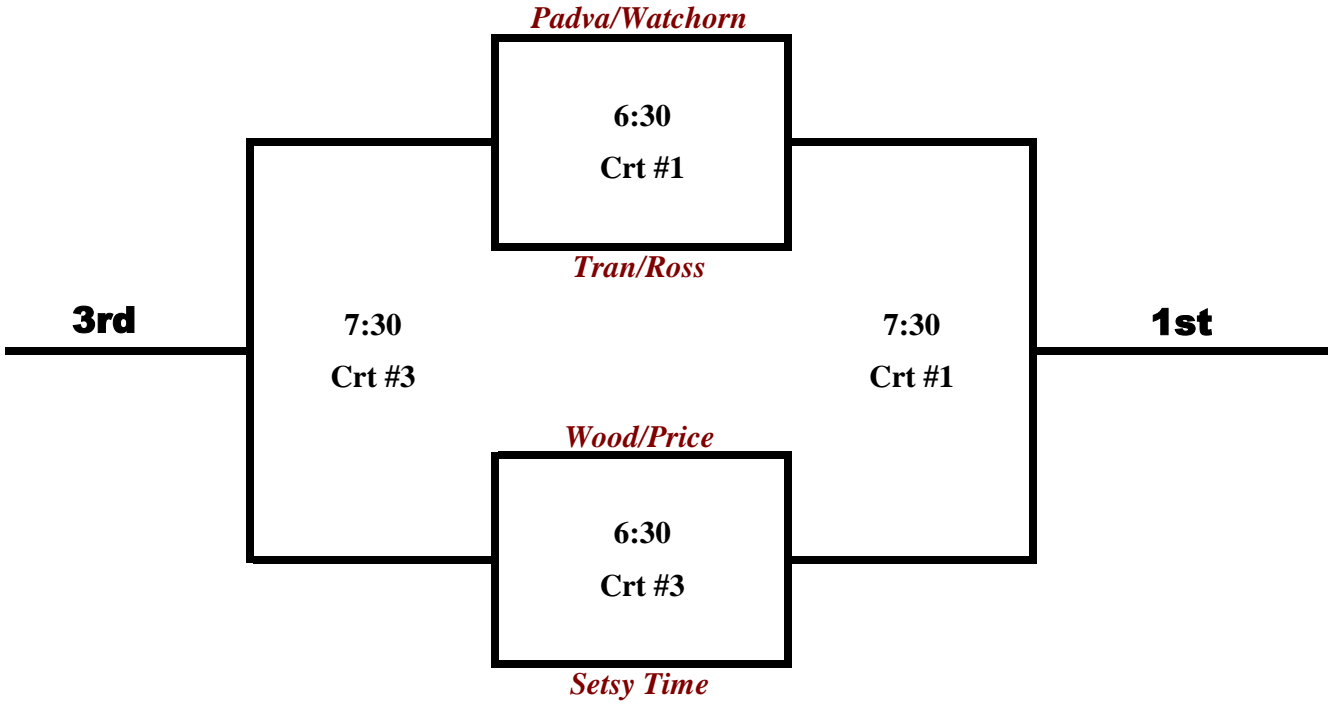 Padva/Watchorn
6:30
Crt #1
Tran/Ross
3rd
7:30
Crt #3
7:30
Crt #1
1st
Wood/Price
6:30
Crt #3
Setsy Time